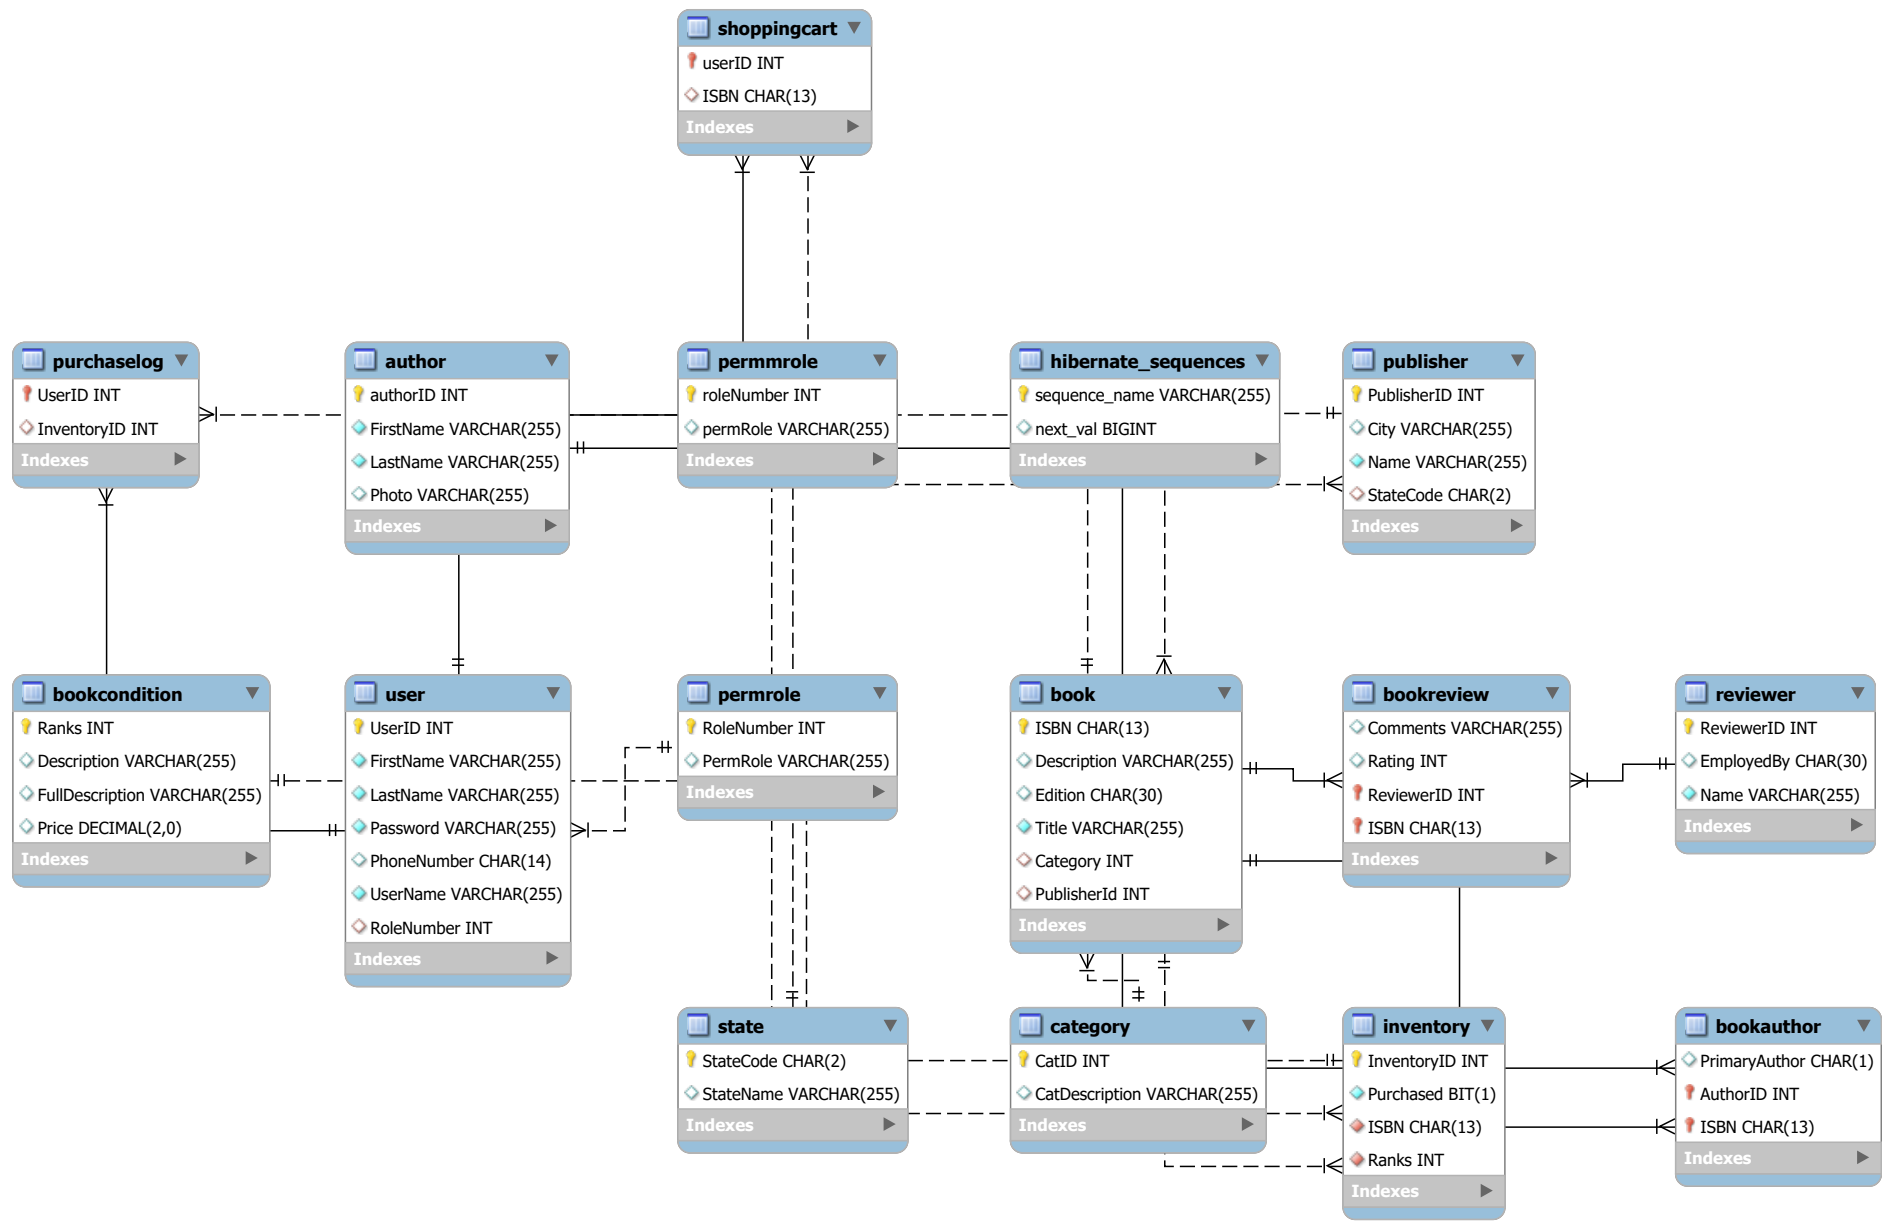 shoppingcart
userID INT
ISBN CHAR(13)
Indexes
purchaselog
UserID INT
InventoryID INT
Indexes
author
authorID INT
FirstName VARCHAR(255)
LastName VARCHAR(255)
Photo VARCHAR(255)
Indexes
permmrole
roleNumber INT
permRole VARCHAR(255)
Indexes
hibernate_sequences
sequence_name VARCHAR(255)
next_val BIGINT
Indexes
publisher
PublisherID INT
City VARCHAR(255)
Name VARCHAR(255)
StateCode CHAR(2)
Indexes
bookcondition
Ranks INT
Description VARCHAR(255)
FullDescription VARCHAR(255)
Price DECIMAL(2,0)
Indexes
user
UserID INT
FirstName VARCHAR(255)
LastName VARCHAR(255)
Password VARCHAR(255)
PhoneNumber CHAR(14)
UserName VARCHAR(255)
RoleNumber INT
Indexes
permrole
RoleNumber INT
PermRole VARCHAR(255)
Indexes
book
ISBN CHAR(13)
Description VARCHAR(255)
Edition CHAR(30)
Title VARCHAR(255)
Category INT
PublisherId INT
Indexes
bookreview
Comments VARCHAR(255)
Rating INT
ReviewerID INT
ISBN CHAR(13)
Indexes
reviewer
ReviewerID INT
EmployedBy CHAR(30)
Name VARCHAR(255)
Indexes
state
StateCode CHAR(2)
StateName VARCHAR(255)
Indexes
category
CatID INT
CatDescription VARCHAR(255)
Indexes
inventory
InventoryID INT
Purchased BIT(1)
ISBN CHAR(13)
Ranks INT
Indexes
bookauthor
PrimaryAuthor CHAR(1)
AuthorID INT
ISBN CHAR(13)
Indexes